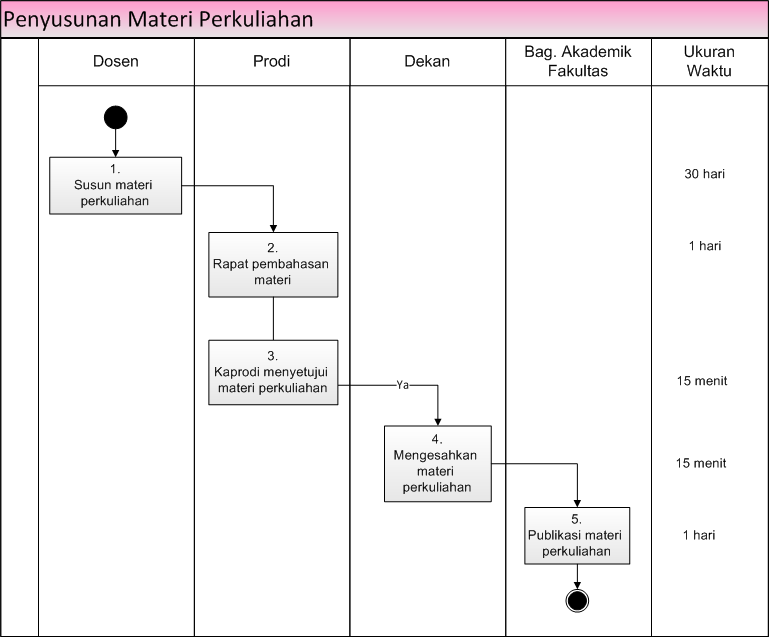 Penyusunan Materi Perkuliahan
Dosen
Prodi
Dekan
Bag. Akademik
Fakultas
Ukuran
Waktu
1.
Susun materi
perkuliahan
30 hari
2.
Rapat pembahasan
materi
1 hari
3.
Kaprodi menyetujui
materi perkuliahan
Ya
15 menit
4.
Mengesahkan
materi
perkuliahan
15 menit
5.
Publikasi materi
perkuliahan
1 hari